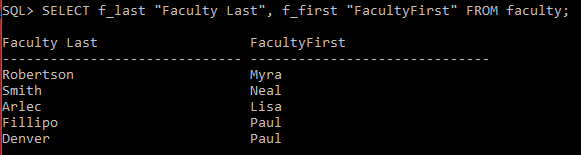 SQL> SELECT f_last "Faculty Last", f_first "FacultyFirst" FROM faculty;
Faculty Last                   FacultyFirst
------------------------------ ------------------------------
Robertson                      Myra
Smith                          Neal
Arlec                          Lisa
Fillipo                        Paul
Denver                         Paul